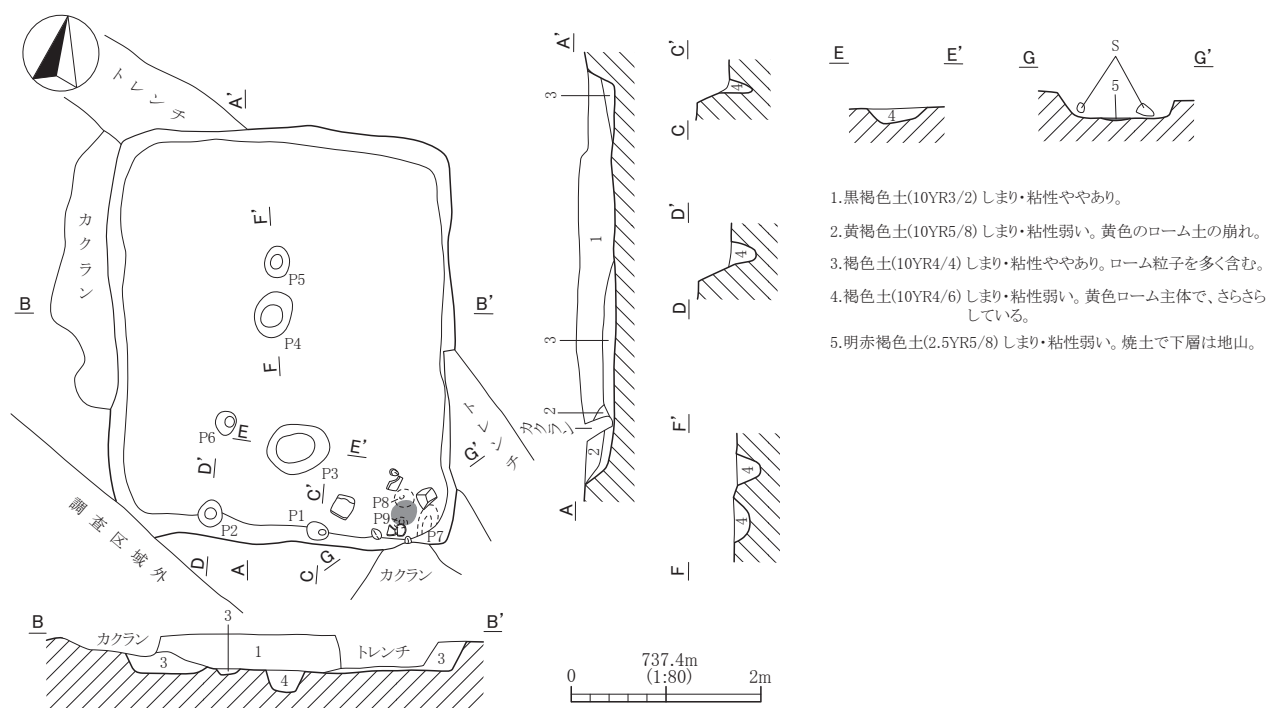 トレンチ
A'
カクラン
F'
P5
B
B'
P4
F
トレンチ
P6
E
E'
G'
D'
P3
C'
P8
P1
P9
P2
P7
調査区域外
D
A
C
G
カクラン
B
カクラン
3
1
トレンチ
B'
3
3
4
A'
3
1
3
2
カクラン
2
A
C'
4
C
D'
4
D
F'
4
4
F
E
E'
4
G
S
G'
5
1.黒褐色土(10YR3/2) しまり・粘性ややあり。
2.黄褐色土(10YR5/8) しまり・粘性弱い。黄色のローム土の崩れ。
3.褐色土(10YR4/4) しまり・粘性ややあり。ローム粒子を多く含む。
4.褐色土(10YR4/6) しまり・粘性弱い。黄色ローム主体で、さらさら
している。
5.明赤褐色土(2.5YR5/8) しまり・粘性弱い。焼土で下層は地山。
737.4m
0 (1:80) 2m